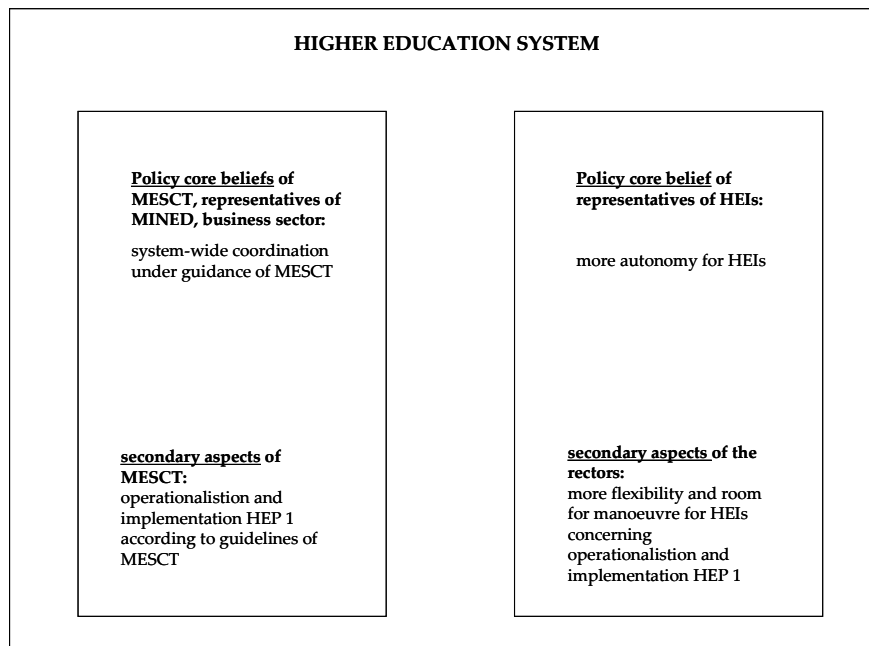 HIGHER EDUCATION SYSTEM
Policy core beliefs of
MESCT, representatives of
MINED, business sector:
system-wide coordination
under guidance of MESCT
secondary aspects of
MESCT:
operationalistion and
implementation HEP 1
according to guidelines of
MESCT
Policy core belief of
representatives of HEIs:
more autonomy for HEIs
secondary aspects of the
rectors:
more flexibility and room
for manoeuvre for HEIs
concerning
operationalistion and
implementation HEP 1